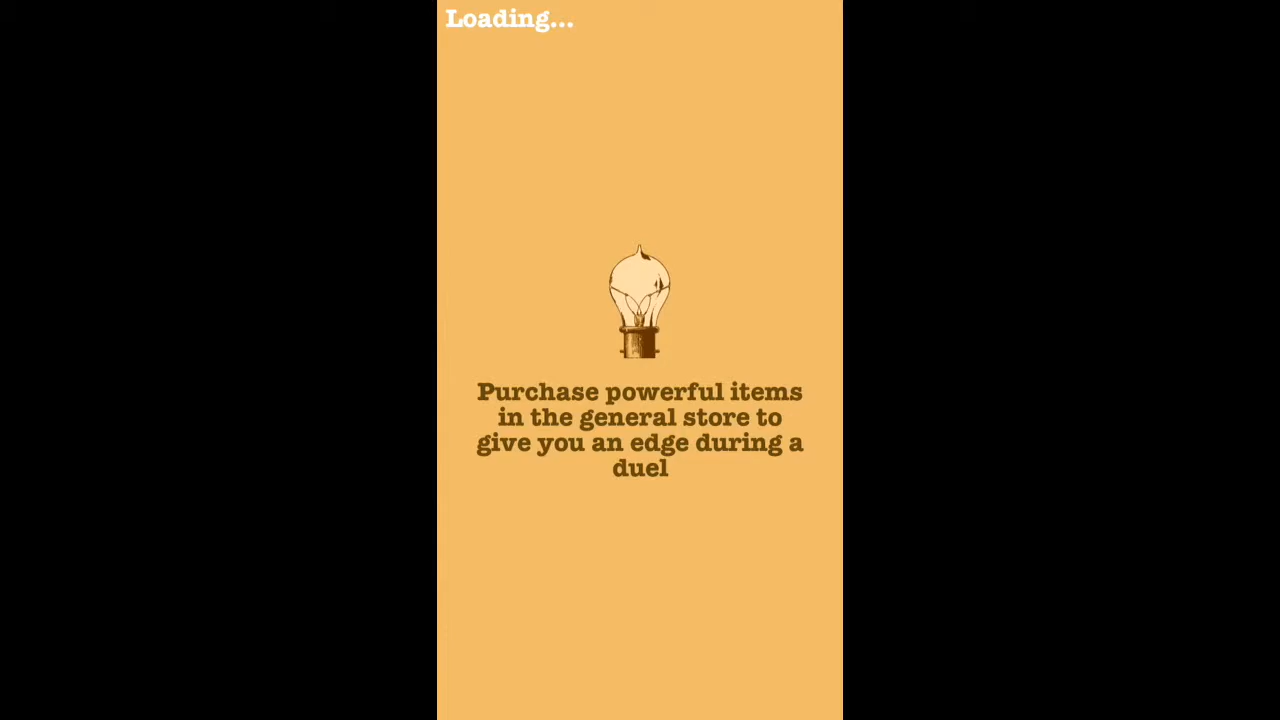 Loading...
Purchase powerful items
in the general store to
give you an edge during a
duel